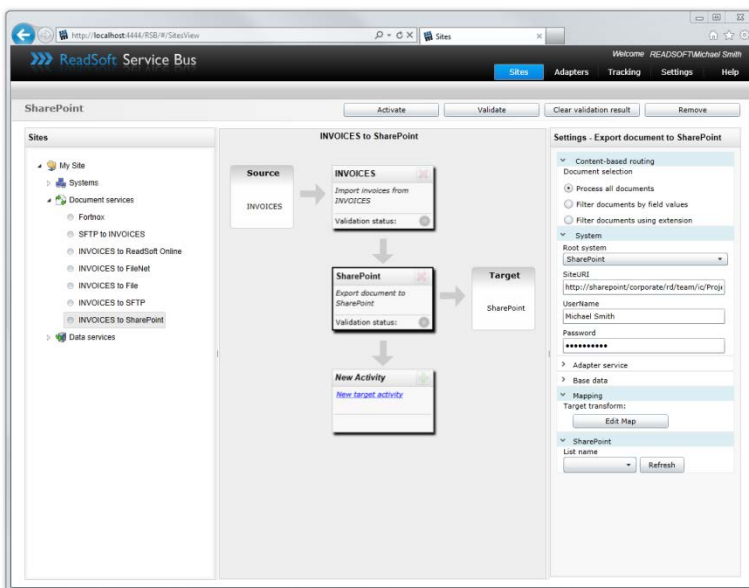 http://localhost:4444/RSB/#/SitesView
Sites
ReadSoft Service Bus
Welcome READSOFT\Michael Smith
Sites Adapters Tracking Settings Help
SharePoint
Activate Validate Clear validation result Remove
Sites
My Site
Systems
Document services
Fortnox
SFTP to INVOICES
INVOICES to ReadSoft Online
INVOICES to FileNet
INVOICES to File
INVOICES to SFTP
INVOICES to SharePoint
Data services
INVOICES to SharePoint
Source
INVOICES
INVOICES
Import invoices from
INVOICES
Validation status:
SharePoint
Export document to
SharePoint
Validation status:
Target
SharePoint
New Activity
New target activity
Settings - Export document to SharePoint
Content-based routing
Document selection
Process all documents
Filter documents by field values
Filter documents using extension
System
Root system
SharePoint
SiteURI
http://sharepoint/corporate/rd/team/ic/Proje
UserName
Michael Smith
Password
Adapter service
Base data
Mapping
Target transform:
Edit Map
SharePoint
List name
Refresh